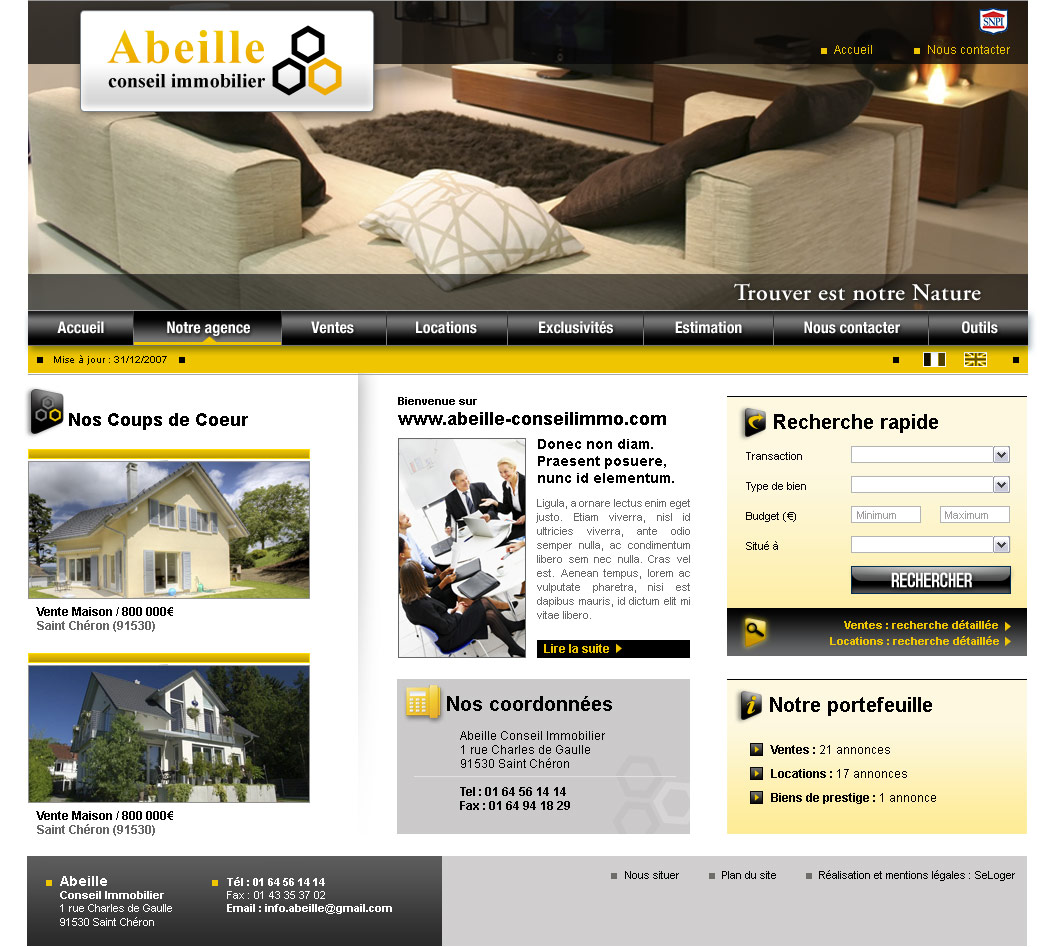 Abeille
conseil immobilier
SNPI
Accueil
Nous contacter
Trouver est notre Nature
Accueil
Notre agence
Ventes
Locations
Exclusivités
Estimation
Nous contacter
Outils
Mise à jour : 31/12/2007
Nos Coups de Coeur
Vente Maison / 800 000€
Saint Chéron (91530)
Vente Maison / 800 000€
Saint Chéron (91530)
Bienvenue sur
www.abeille-conseilimmo.com
Donec non diam.
Praesent posuere,
nunc id elementum.
Ligula, a ornare lectus enim eget
justo. Etiam viverra, nisl id
ultricies viverra, ante odio
semper nulla, ac condimentum
libero sem nec nulla. Cras vel
est. Aenean tempus, lorem ac
vulputate pharetra, nisi est
dapibus mauris, id dictum elit mi
vitae libero.
Lire la suite
Nos coordonnées
Abeille Conseil Immobilier
1 rue Charles de Gaulle
91530 Saint Chéron
Tel : 01 64 56 14 14
Fax : 01 64 94 18 29
Recherche rapide
Transaction
Type de bien
Budget (€)
Minimum
Maximum
Situé à
RECHERCHER
Ventes : recherche détaillée
Locations : recherche détaillée
Notre portefeuille
Ventes : 21 annonces
Locations : 17 annonces
Biens de prestige : 1 annonce
Abeille
Conseil Immobilier
1 rue Charles de Gaulle
91530 Saint Chéron
Tél : 01 64 56 14 14
Fax : 01 43 35 37 02
Email : info.abeille@gmail.com
Nous situer
Plan du site
Réalisation et mentions légales : SeLoger